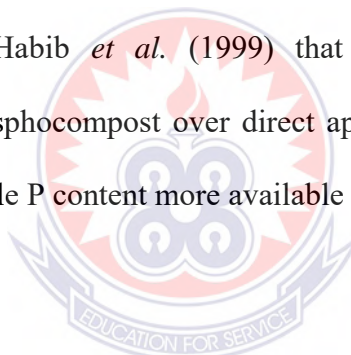 Habib et al. (1999) that
sphocompost over direct ap
le P content more available
EDUCATION FOR SERVICE